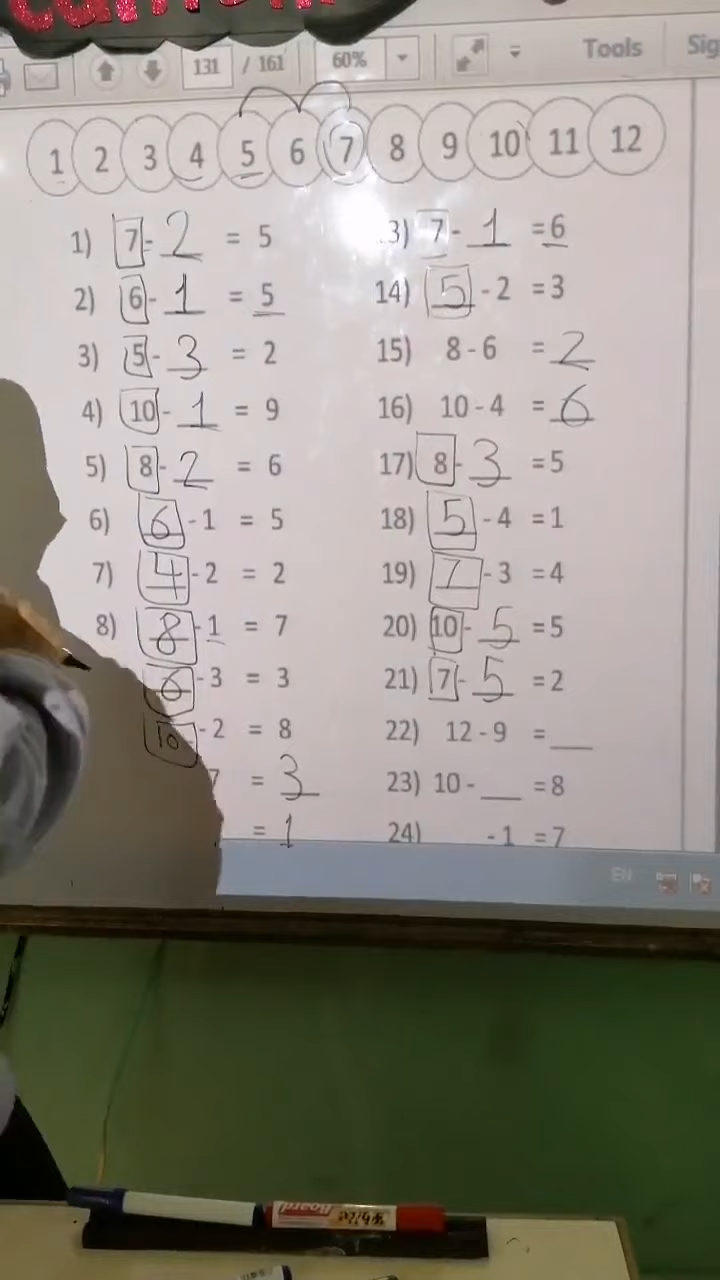 131 / 161 60% Tools
1 2 3 4 5 6 7 8 9 10 11 12
1) 7 - 2 = 5
2) 6 - 1 = 5
3) 5 - 3 = 2
4) 10 - 1 = 9
5) 8 - 2 = 6
6) 6 - 1 = 5
7) 4 - 2 = 2
8) 8 - 1 = 7
6 - 3 = 3
10 - 2 = 8
7 = 3
= 1
3) 7 - 1 = 6
14) 5 - 2 = 3
15) 8 - 6 = 2
16) 10 - 4 = 6
17) 8 - 3 = 5
18) 5 - 4 = 1
19) 7 - 3 = 4
20) 10 - 5 = 5
21) 7 - 5 = 2
22) 12 - 9 = __
23) 10 - __ = 8
24) - 1 = 7
EN
Board